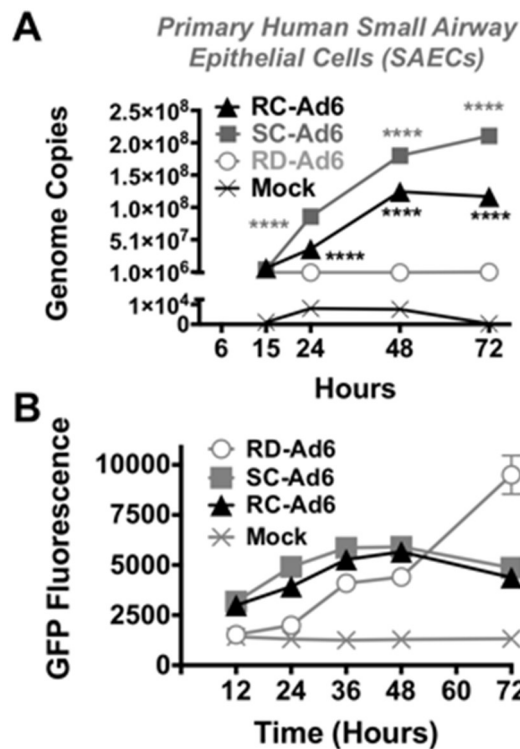 A
Primary Human Small Airway
Epithelial Cells (SAECs)
Genome Copies
2.5×10⁸
2.0×10⁸
1.5×10⁸
1.0×10⁸
5.1×10⁷
1.0×10⁶
1×10⁴
0
RC-Ad6
SC-Ad6
RD-Ad6
Mock
****
****
****
****
****
****
6 15 24 48 72
Hours
B
GFP Fluorescence
10000
7500
5000
2500
0
RD-Ad6
SC-Ad6
RC-Ad6
Mock
12 24 36 48 60 72
Time (Hours)